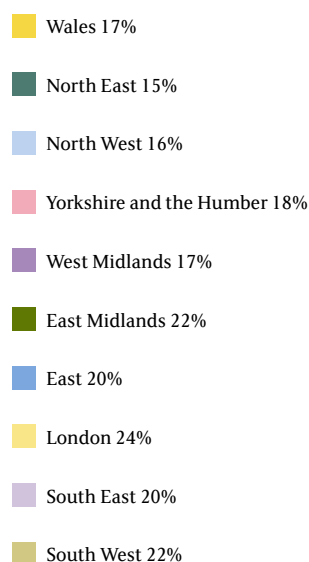 Wales 17%
North East 15%
North West 16%
Yorkshire and the Humber 18%
West Midlands 17%
East Midlands 22%
East 20%
London 24%
South East 20%
South West 22%